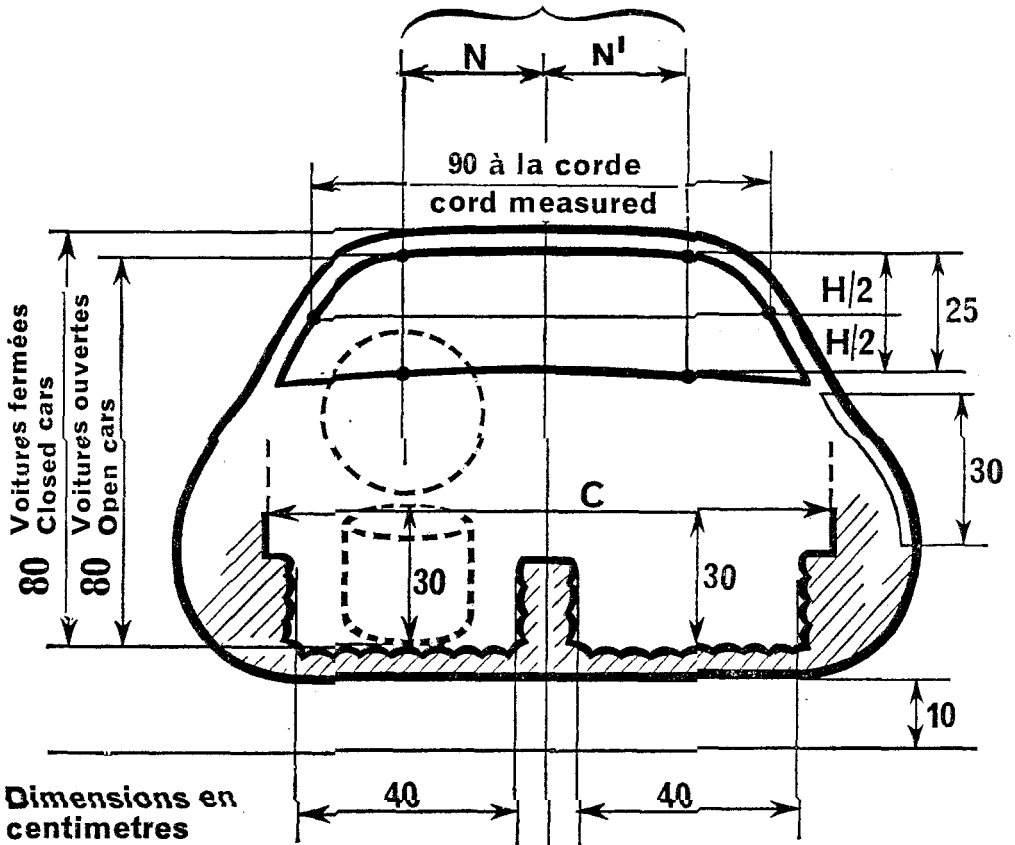 N
N'
90 à la corde
cord measured
H/2
H/2
25
80 Voitures fermées
Closed cars
80 Voitures ouvertes
Open cars
30
C
30
30
10
40
40
Dimensions en
centimetres